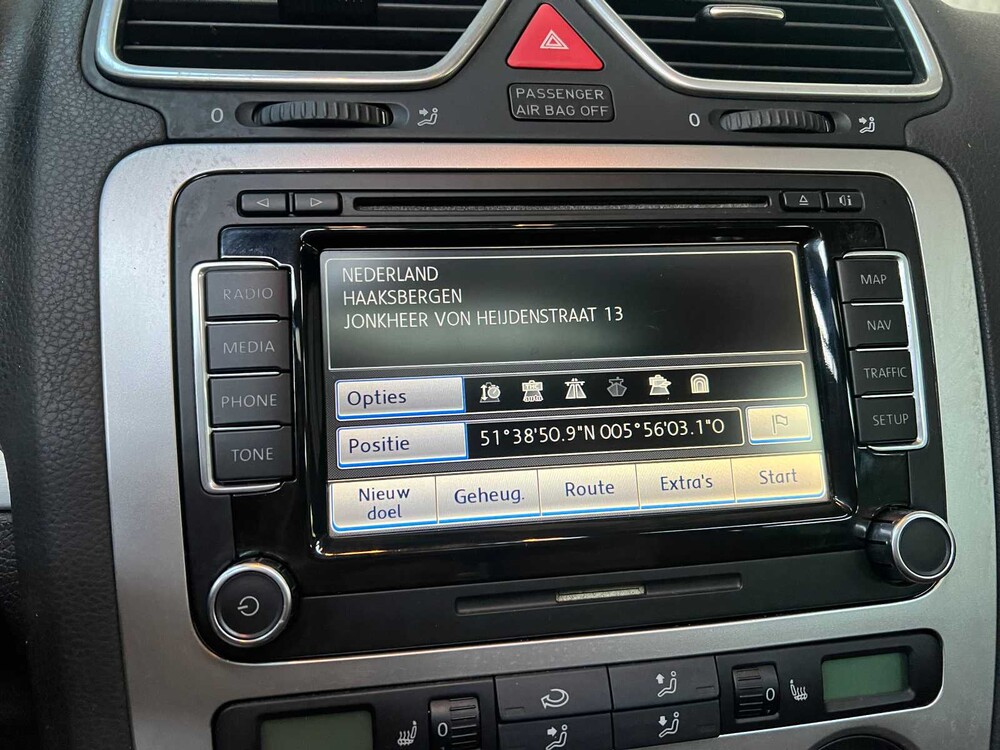 PASSENGER
AIR BAG OFF
0
0
RADIO
MEDIA
PHONE
TONE
NEDERLAND
HAAKSBERGEN
JONKHEER VON HEIJDENSTRAAT 13
Opties
Positie
51°38'50.9"N 005°56'03.1"O
Nieuw
doel
Geheug.
Route
Extra's
Start
MAP
NAV
TRAFFIC
SETUP
0
0